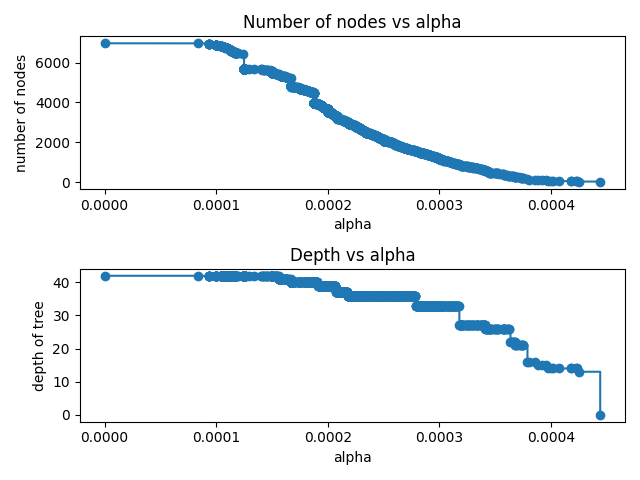 Number of nodes vs alpha
number of nodes
6000
4000
2000
0
0.0000 0.0001 0.0002 0.0003 0.0004
alpha
Depth vs alpha
depth of tree
40
30
20
10
0
0.0000 0.0001 0.0002 0.0003 0.0004
alpha